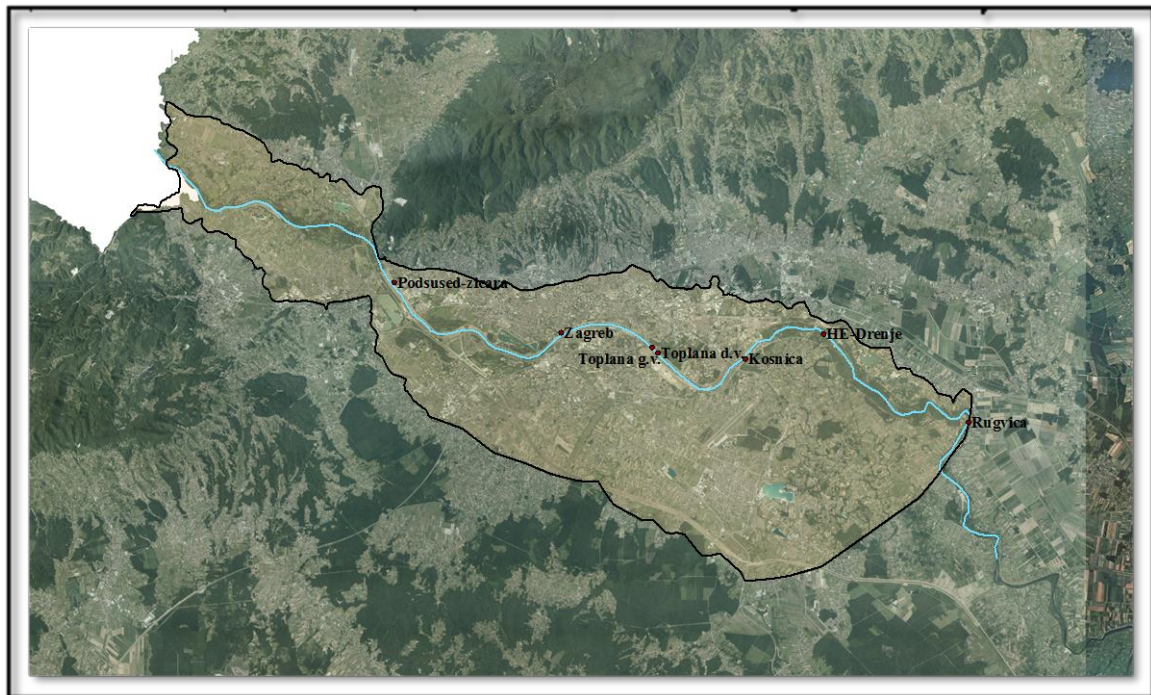 Podsused-zicara
Zagreb
HE-Drenje
Toplana g.v.
Toplana d.v.
Kosnica
Rugvica